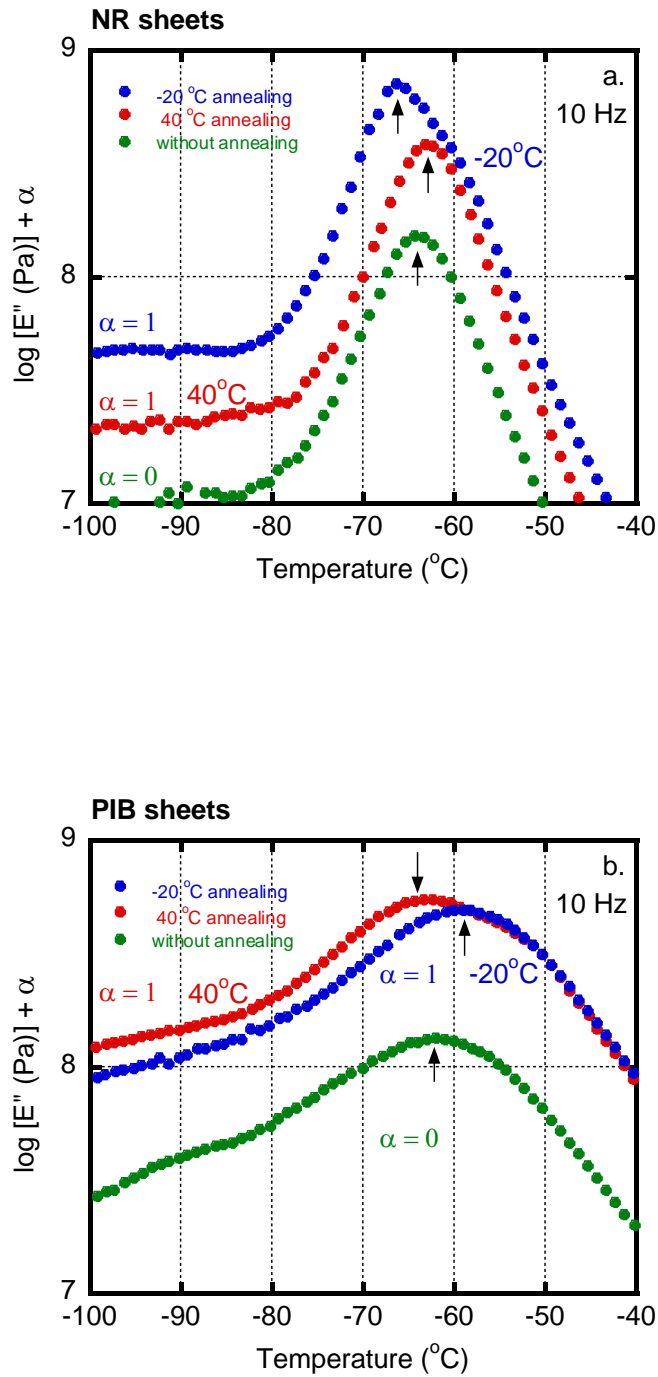 NR sheets
9
a.
-20 °C annealing
10 Hz
40 °C annealing
without annealing
-20°C
log [E" (Pa)] + α
8
α = 1
α = 1
40°C
α = 0
7
-100 -90 -80 -70 -60 -50 -40
Temperature (°C)
PIB sheets
9
b.
-20 °C annealing
10 Hz
40 °C annealing
without annealing
α = 1
40°C
α = 1
-20°C
log [E" (Pa)] + α
8
α = 0
7
-100 -90 -80 -70 -60 -50 -40
Temperature (°C)